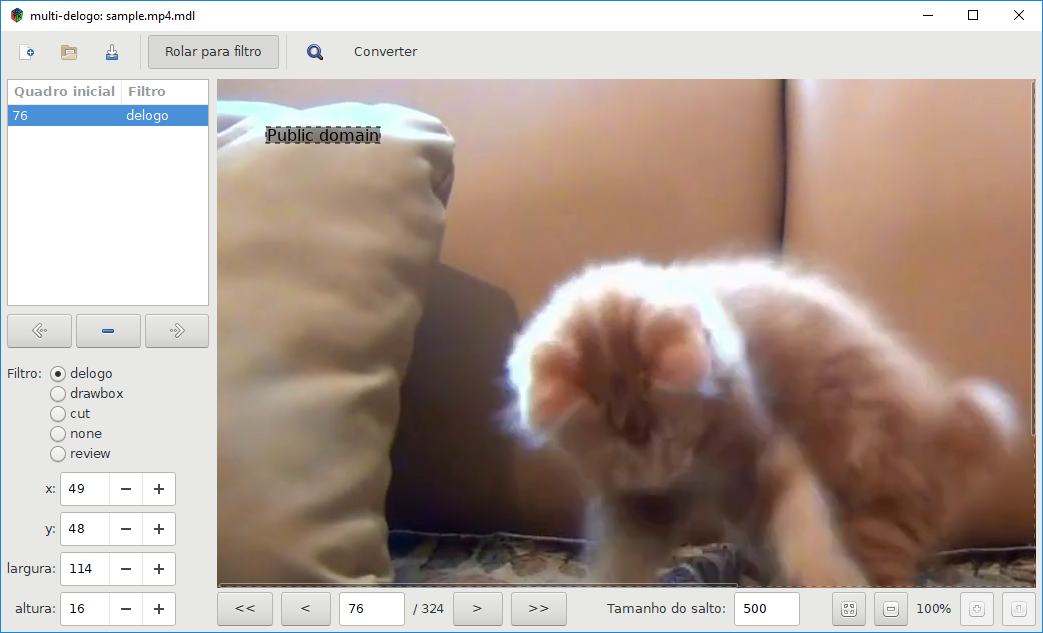 multi-delogo: sample.mp4.mdl
Rolar para filtro
Converter
Quadro inicial Filtro
76 delogo
Public domain
Filtro: delogo
drawbox
cut
none
review
x: 49
y: 48
largura: 114
altura: 16
<< < 76 / 324 > >> Tamanho do salto: 500 100%